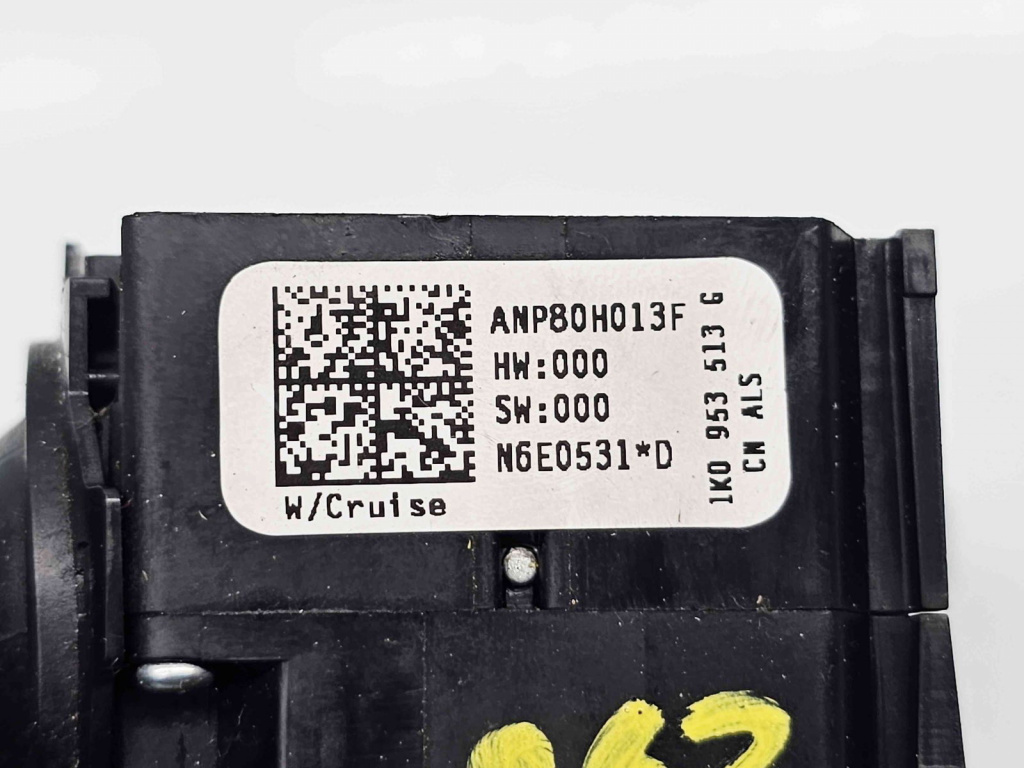 ANP80H013F
HW:000
SW:000
N6E0531*D
W/Cruise
1K0 953 513 G
CN ALS